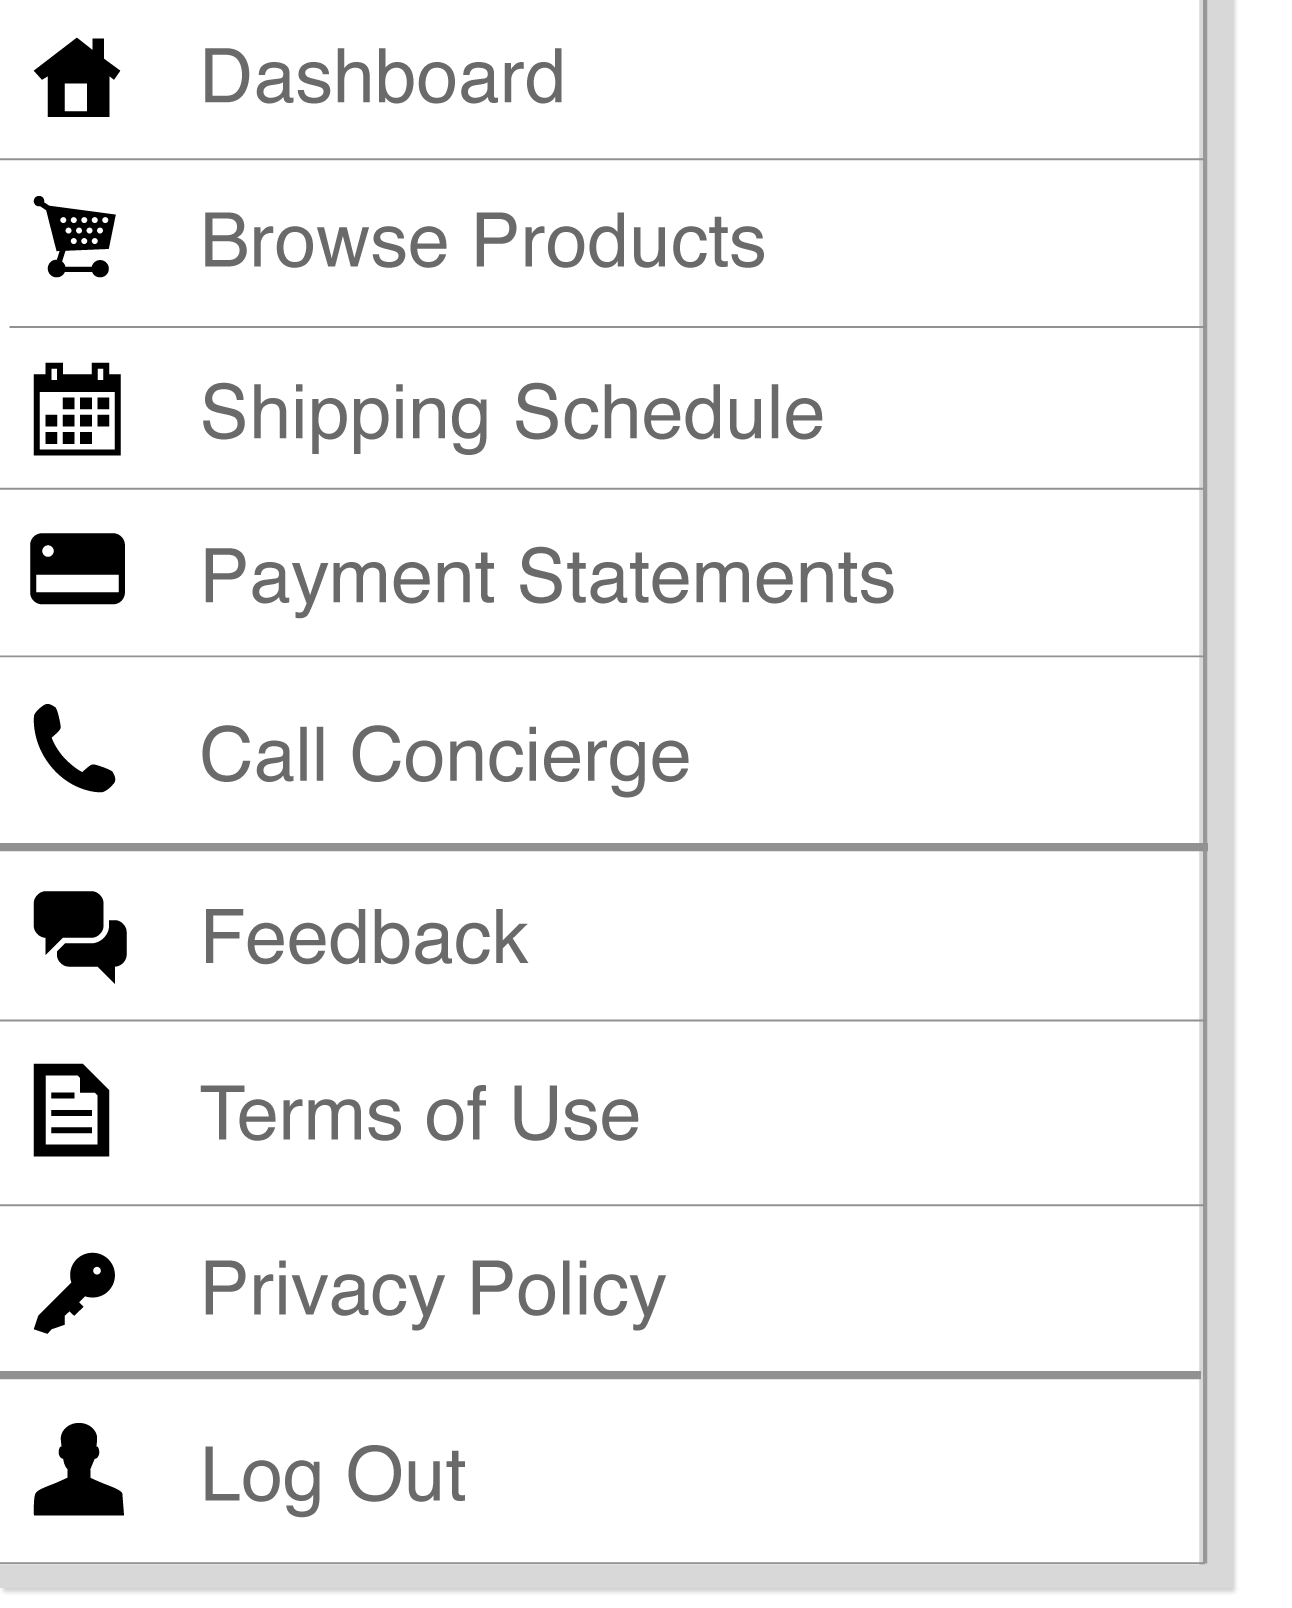 Dashboard
Browse Products
Shipping Schedule
Payment Statements
Call Concierge
Feedback
Terms of Use
Privacy Policy
Log Out